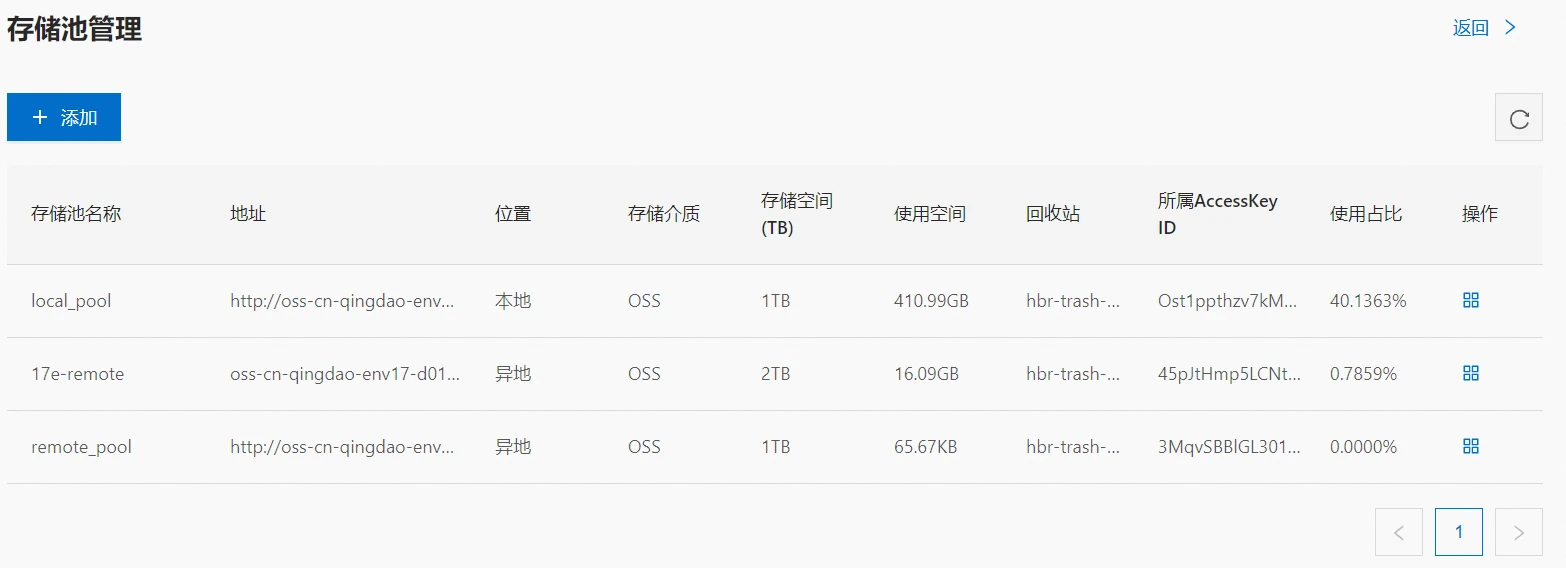 存储池管理
返回 >
+ 添加
存储池名称 地址 位置 存储介质 存储空间(TB) 使用空间 回收站 所属AccessKey ID 使用占比 操作
local_pool http://oss-cn-qingdao-env... 本地 OSS 1TB 410.99GB hbr-trash-... Ost1ppthzv7kM... 40.1363%
17e-remote oss-cn-qingdao-env17-d01... 异地 OSS 2TB 16.09GB hbr-trash-... 45pJtHmp5LCNt... 0.7859%
remote_pool http://oss-cn-qingdao-env... 异地 OSS 1TB 65.67KB hbr-trash-... 3MqvSBBlGL301... 0.0000%
< 1 >